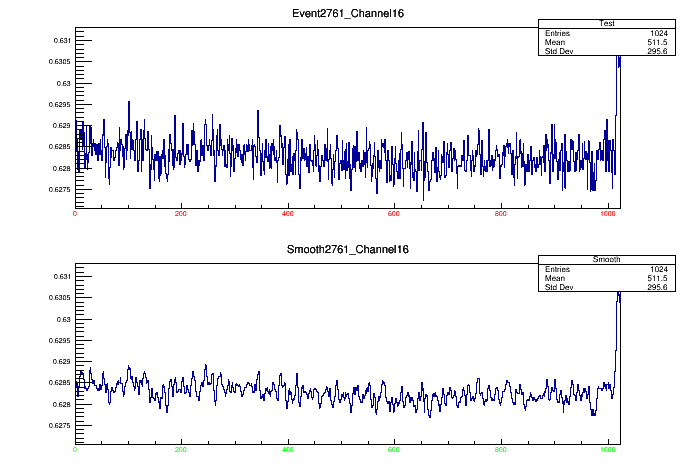 Event2761_Channel16
Test
Entries 1024
Mean 511.5
Std Dev 295.6
0.631
0.6305
0.63
0.6295
0.629
0.6285
0.628
0.6275
0 200 400 600 800 1000
Smooth2761_Channel16
Smooth
Entries 1024
Mean 511.5
Std Dev 295.6
0.631
0.6305
0.63
0.6295
0.629
0.6285
0.628
0.6275
0 200 400 600 800 1000